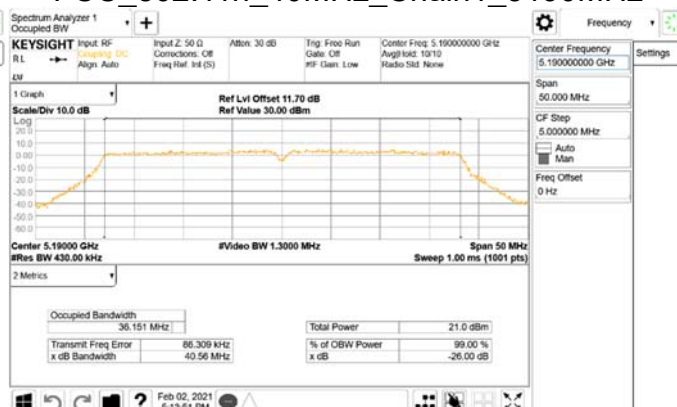 Spectrum Analyzer 1
Occupied BW
Frequency
KEYSIGHT
Input: RF
Coupling: DC
Align: Auto
Input Z: 50 Ω
Corrections: Off
Freq Ref: Int (S)
Atten: 30 dB
Trig: Free Run
Gate: Off
#IF Gain: Low
Center Freq: 5.190000000 GHz
Avg|Hold: 10/10
Radio Std: None
RL
Center Frequency
5.190000000 GHz
Settings
Span
50.000 MHz
CF Step
5.000000 MHz
Auto
Man
Freq Offset
0 Hz
1 Graph
Scale/Div 10.0 dB
Ref Lvl Offset 11.70 dB
Ref Value 30.00 dBm
Log
20.0
10.0
0.00
-10.0
-20.0
-30.0
-40.0
-50.0
-60.0
Center 5.19000 GHz
#Video BW 1.3000 MHz
Span 50 MHz
#Res BW 430.00 kHz
Sweep 1.00 ms (1001 pts)
2 Metrics
Occupied Bandwidth
36.151 MHz
Total Power 21.0 dBm
Transmit Freq Error 86.309 kHz
% of OBW Power 99.00 %
x dB Bandwidth 40.56 MHz
x dB -26.00 dB
Feb 02, 2021